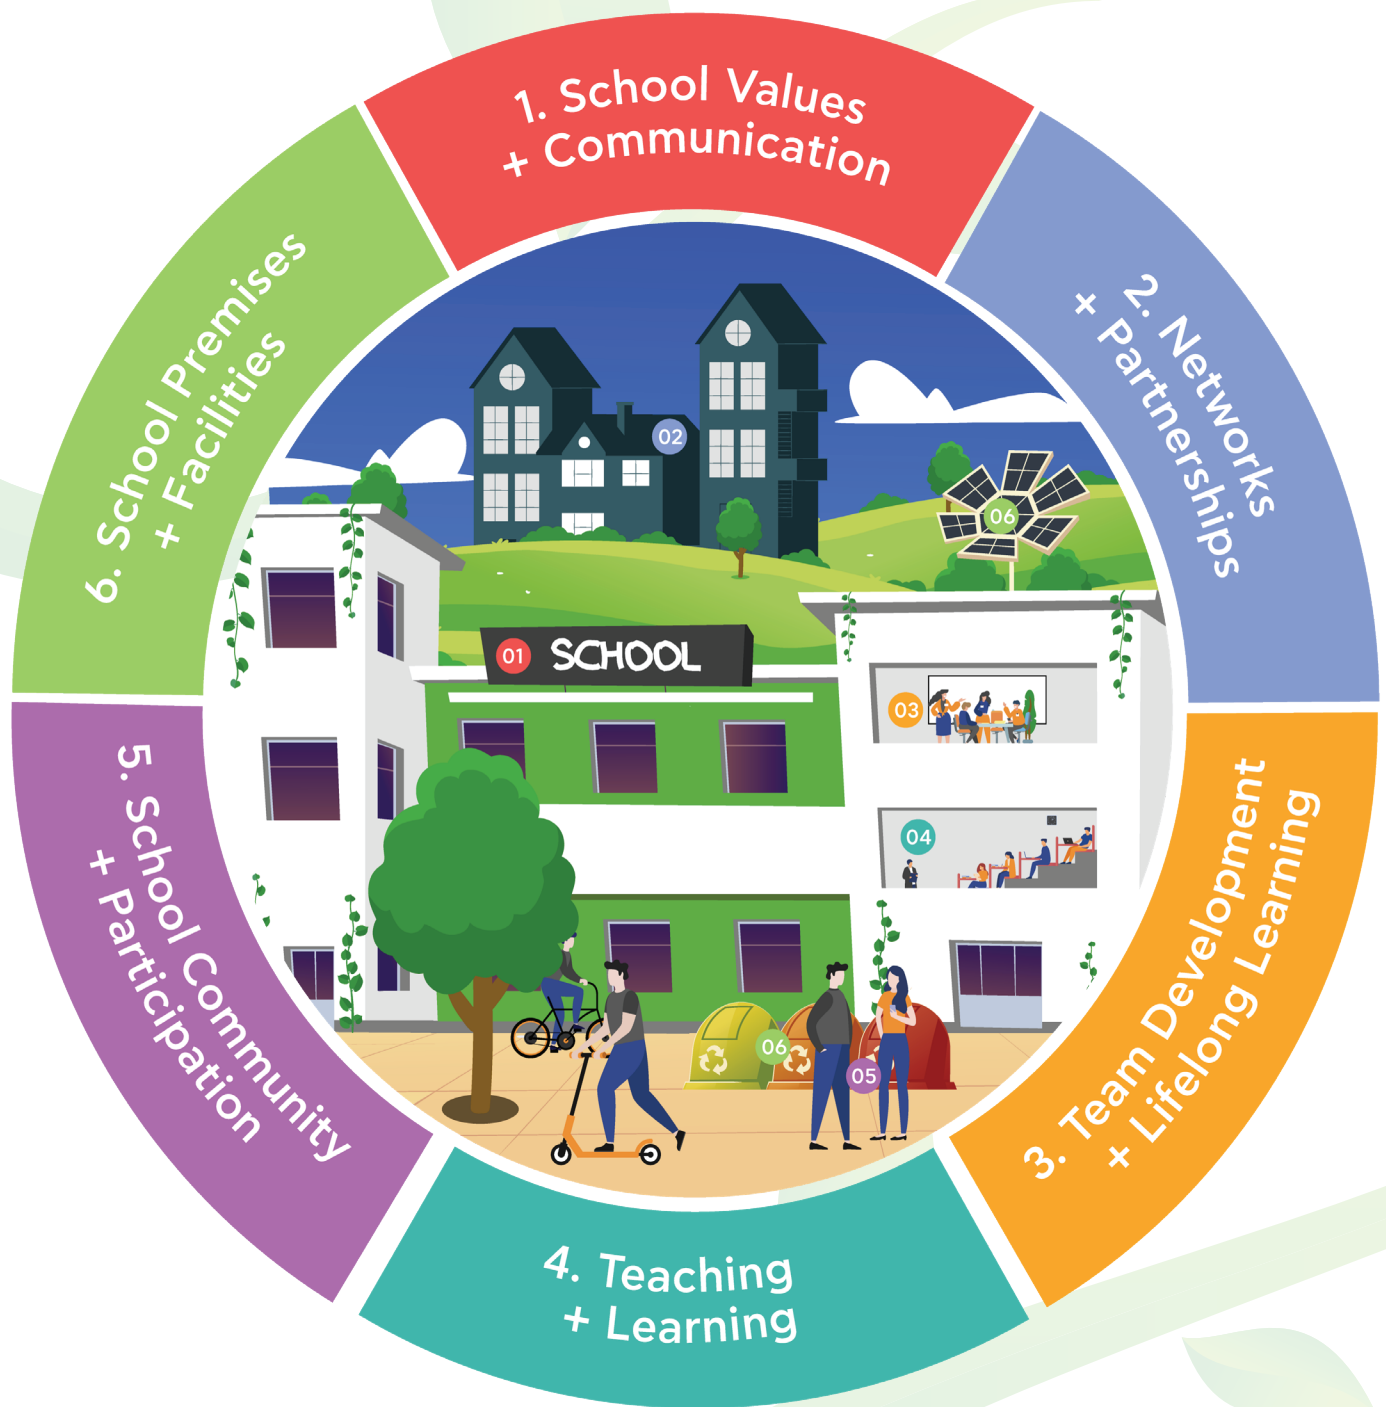 1. School Values
+ Communication
2. Networks
+ Partnerships
3. Team Development
+ Lifelong Learning
4. Teaching
+ Learning
5. School Community
+ Participation
6. School Premises
+ Facilities
02
06
01
SCHOOL
03
04
06
05